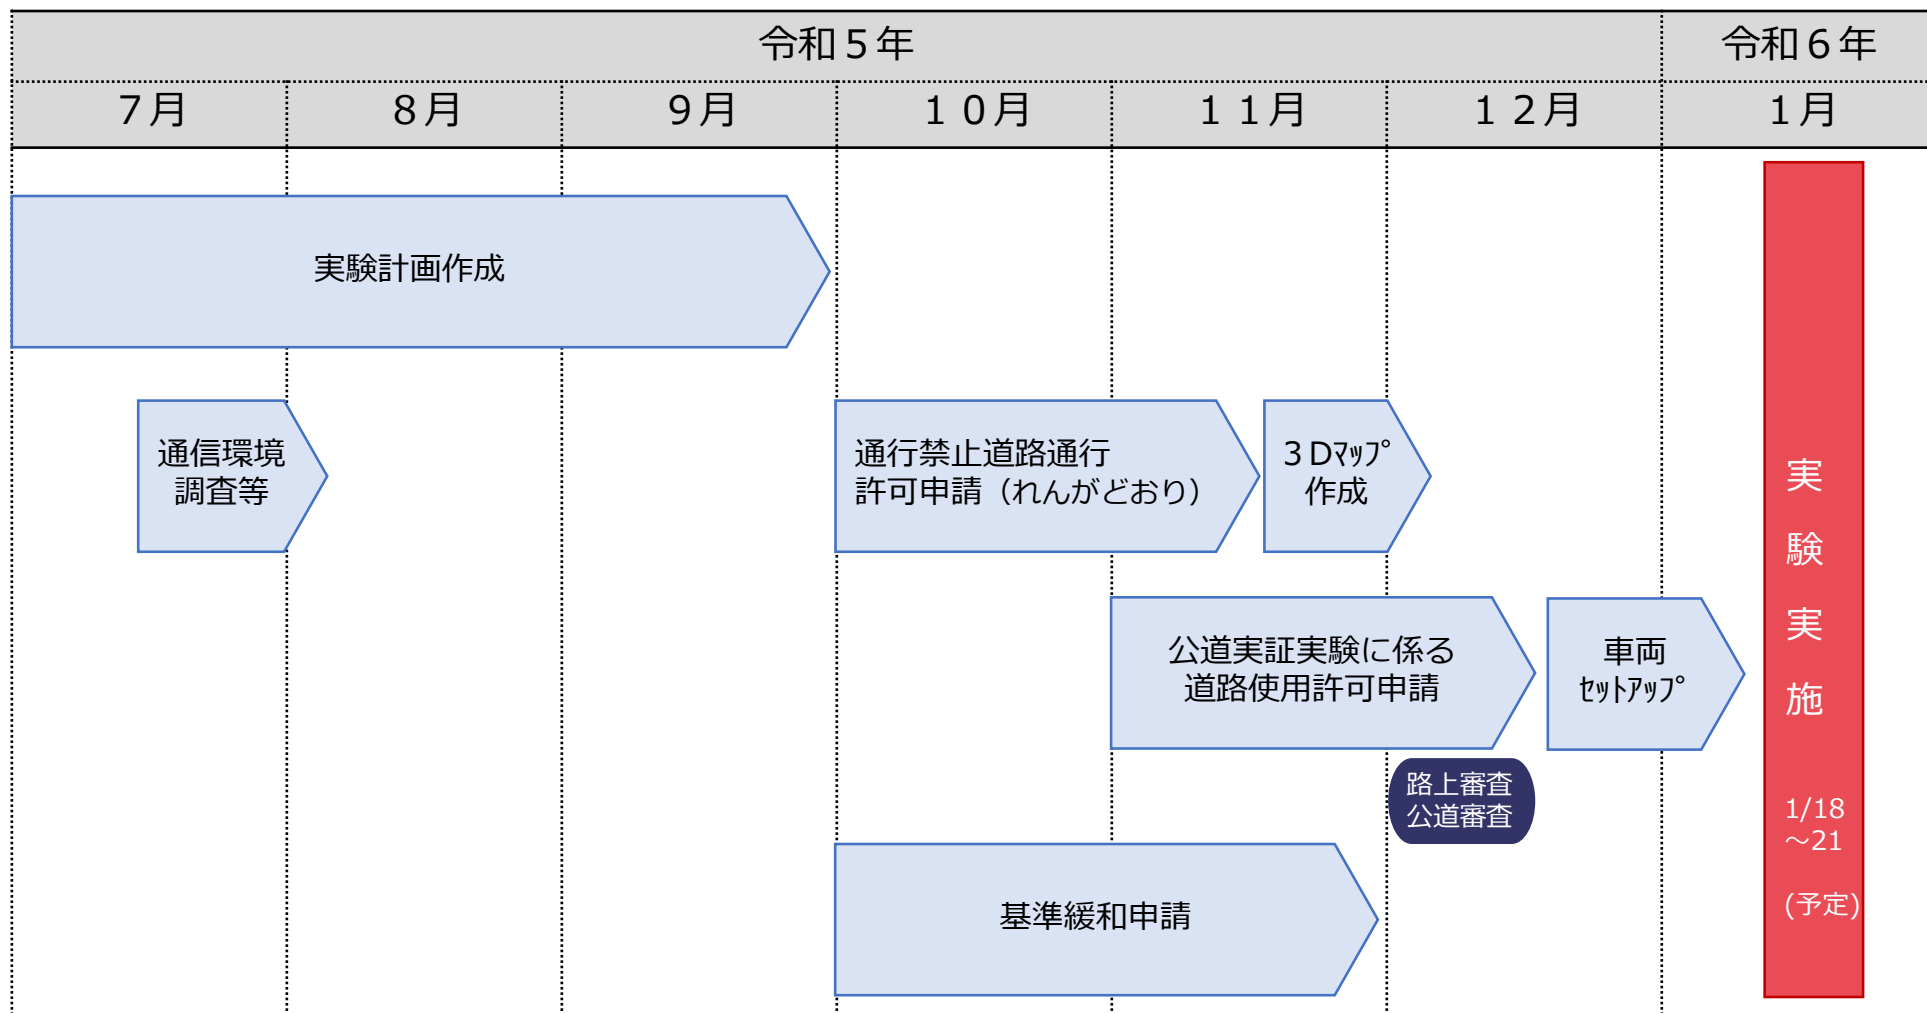 令和５年
令和６年
７月
８月
９月
１０月
１１月
１２月
１月
実験計画作成
通信環境
調査等
通行禁止道路通行
許可申請（れんがどおり）
３Dﾏｯﾌﾟ
作成
公道実証実験に係る
道路使用許可申請
車両
ｾｯﾄｱｯﾌﾟ
路上審査
公道審査
基準緩和申請
実験実施
1/18
～21
(予定)